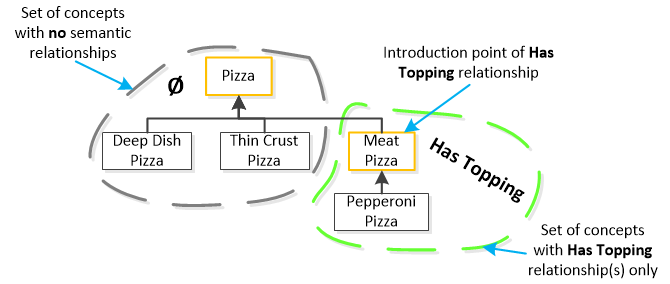 Set of concepts
with no semantic
relationships
Ø
Pizza
Introduction point of Has
Topping relationship
Deep Dish
Pizza
Thin Crust
Pizza
Meat
Pizza
Has Topping
Pepperoni
Pizza
Set of concepts
with Has Topping
relationship(s) only